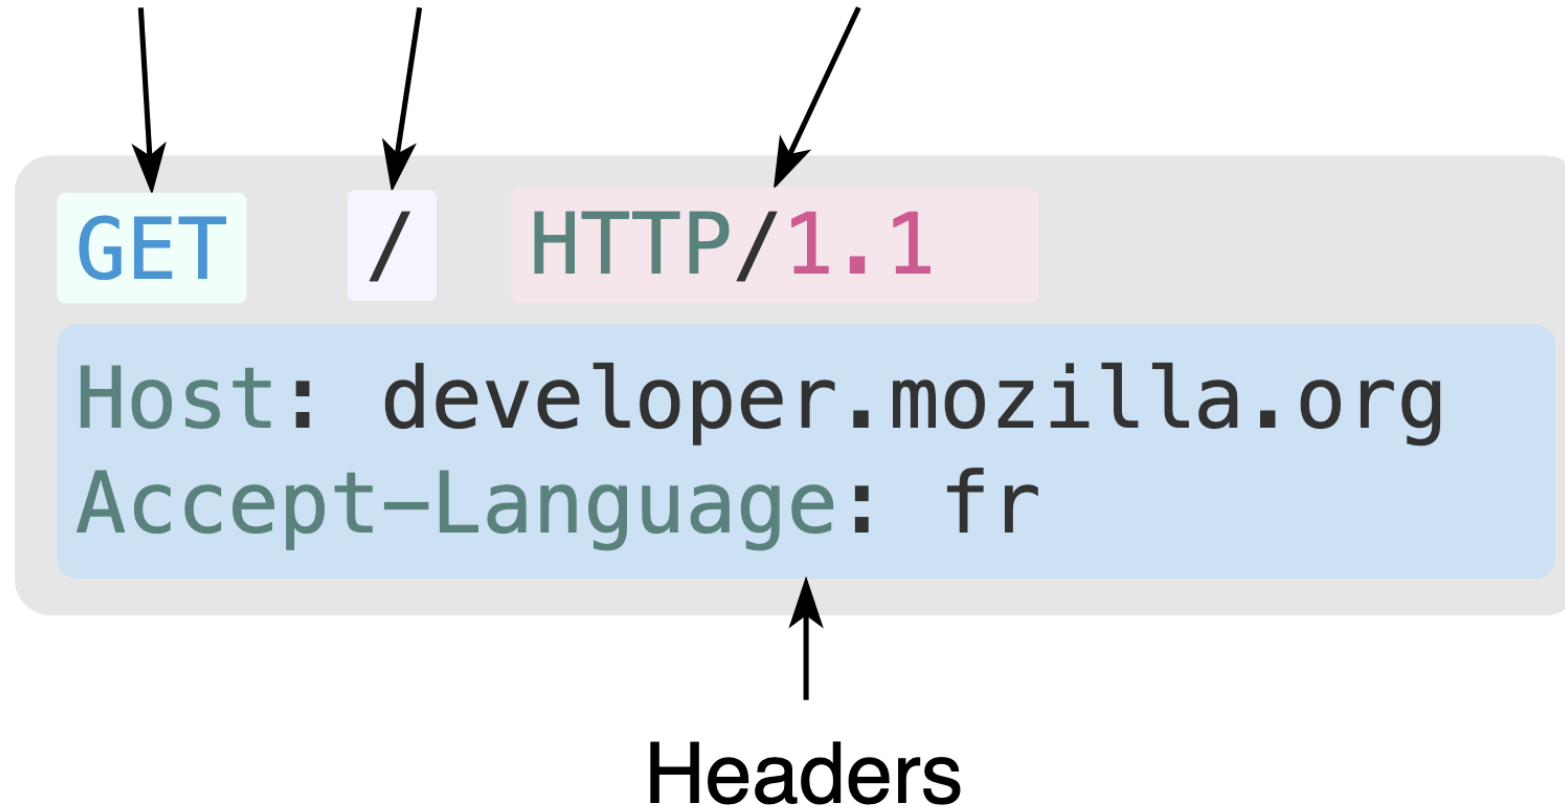 GET / HTTP/1.1
Host: developer.mozilla.org
Accept-Language: fr
Headers